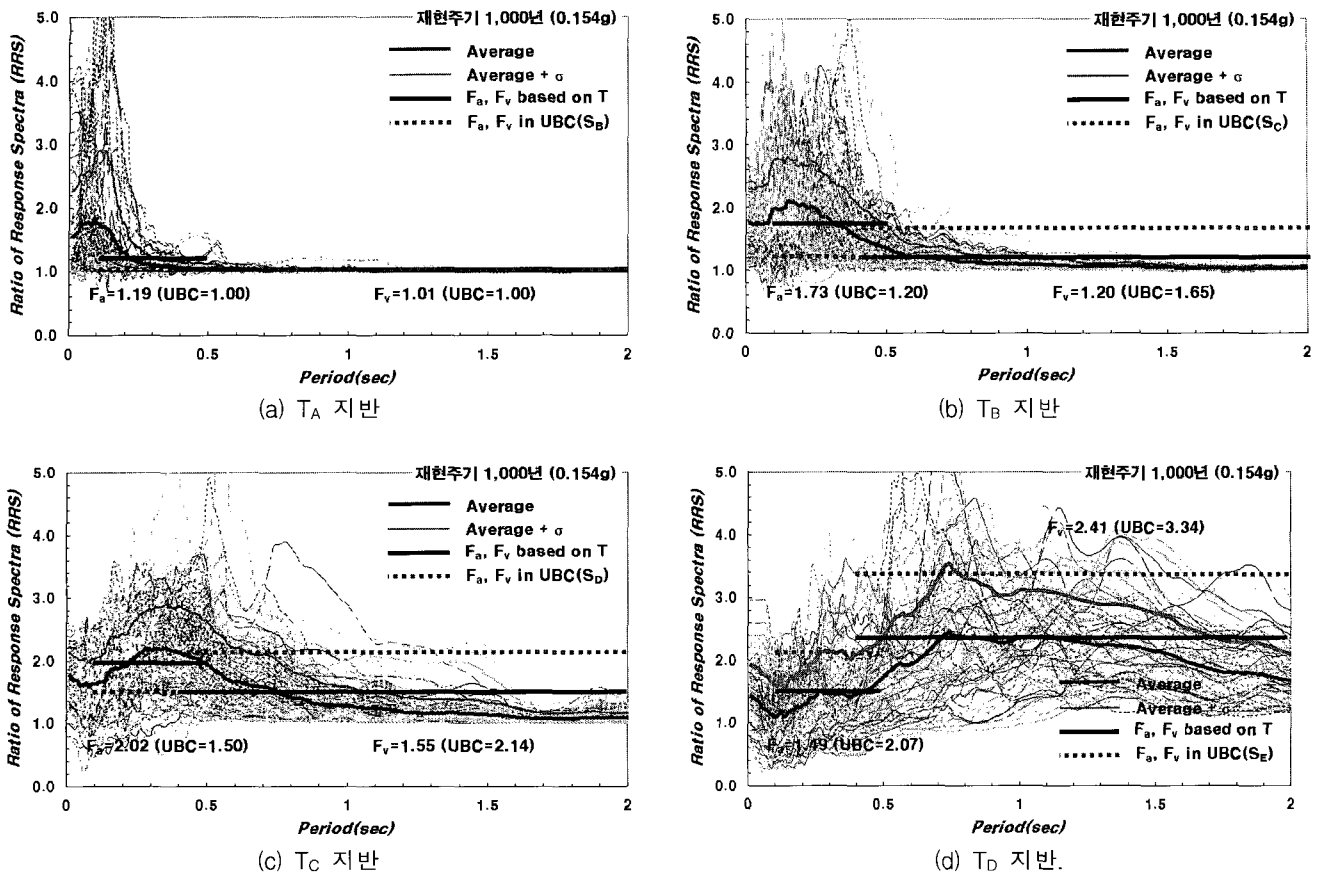 재현주기 1,000년 (0.154g)
Average
Average + σ
Fa, Fv based on T
Fa, Fv in UBC(SB)
Ratio of Response Spectra (RRS)
5.0
4.0
3.0
2.0
1.0
0.0
Fa=1.19 (UBC=1.00)
Fv=1.01 (UBC=1.00)
0 0.5 1 1.5 2
Period(sec)
(a) TA 지반
재현주기 1,000년 (0.154g)
Average
Average + σ
Fa, Fv based on T
Fa, Fv in UBC(SC)
Ratio of Response Spectra (RRS)
5.0
4.0
3.0
2.0
1.0
0.0
Fa=1.73 (UBC=1.20)
Fv=1.20 (UBC=1.65)
0 0.5 1 1.5 2
Period(sec)
(b) TB 지반
재현주기 1,000년 (0.154g)
Average
Average + σ
Fa, Fv based on T
Fa, Fv in UBC(SD)
Ratio of Response Spectra (RRS)
5.0
4.0
3.0
2.0
1.0
0.0
Fa=2.02 (UBC=1.50)
Fv=1.55 (UBC=2.14)
0 0.5 1 1.5 2
Period(sec)
(c) TC 지반
재현주기 1,000년 (0.154g)
Fv=2.41 (UBC=3.34)
Ratio of Response Spectra (RRS)
5.0
4.0
3.0
2.0
1.0
0.0
Average
Average + σ
Fa, Fv based on T
Fa, Fv in UBC(SE)
Fa=1.49 (UBC=2.07)
0 0.5 1 1.5 2
Period(sec)
(d) TD 지반.